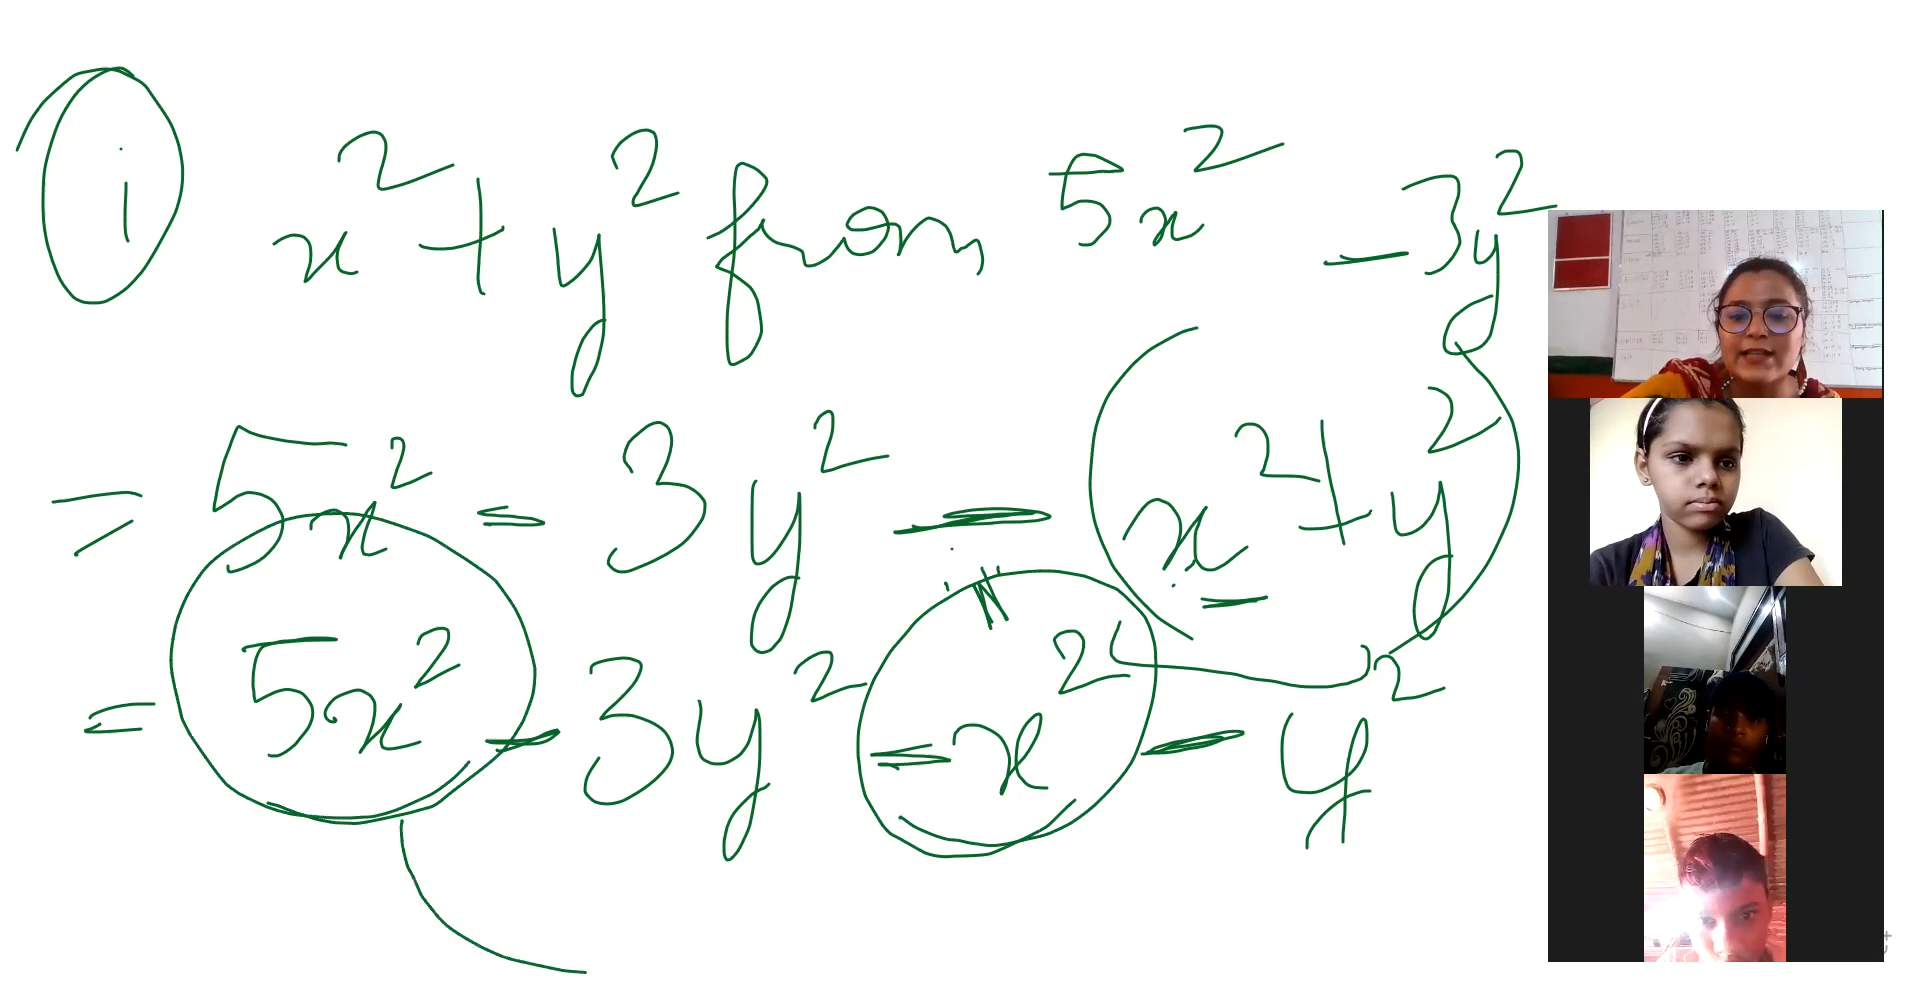 i x² + y² from 5x² - 3y²
= 5x² - 3y² - (x² + y²)
= 5x² - 3y² - x² - y²